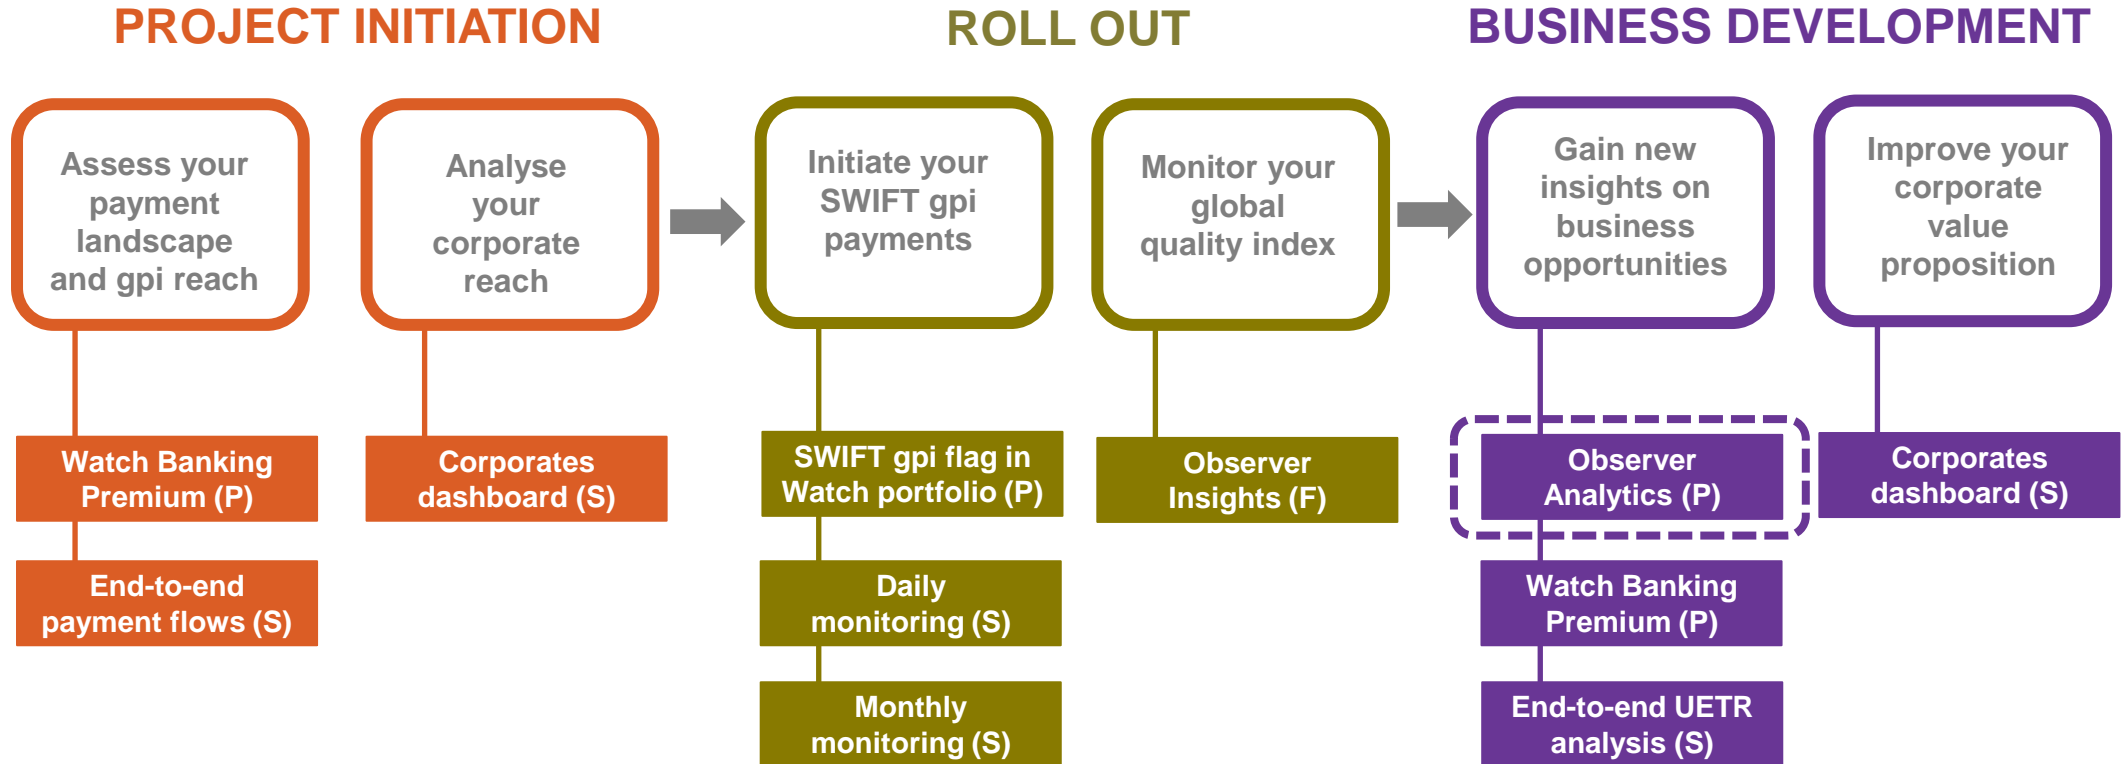 PROJECT INITIATION
ROLL OUT
BUSINESS DEVELOPMENT
Assess your
payment
landscape
and gpi reach
Analyse
your
corporate
reach
Initiate your
SWIFT gpi
payments
Monitor your
global
quality index
Gain new
insights on
business
opportunities
Improve your
corporate
value
proposition
Watch Banking
Premium (P)
End-to-end
payment flows (S)
Corporates
dashboard (S)
SWIFT gpi flag in
Watch portfolio (P)
Daily
monitoring (S)
Monthly
monitoring (S)
Observer
Insights (F)
Observer
Analytics (P)
Watch Banking
Premium (P)
End-to-end UETR
analysis (S)
Corporates
dashboard (S)